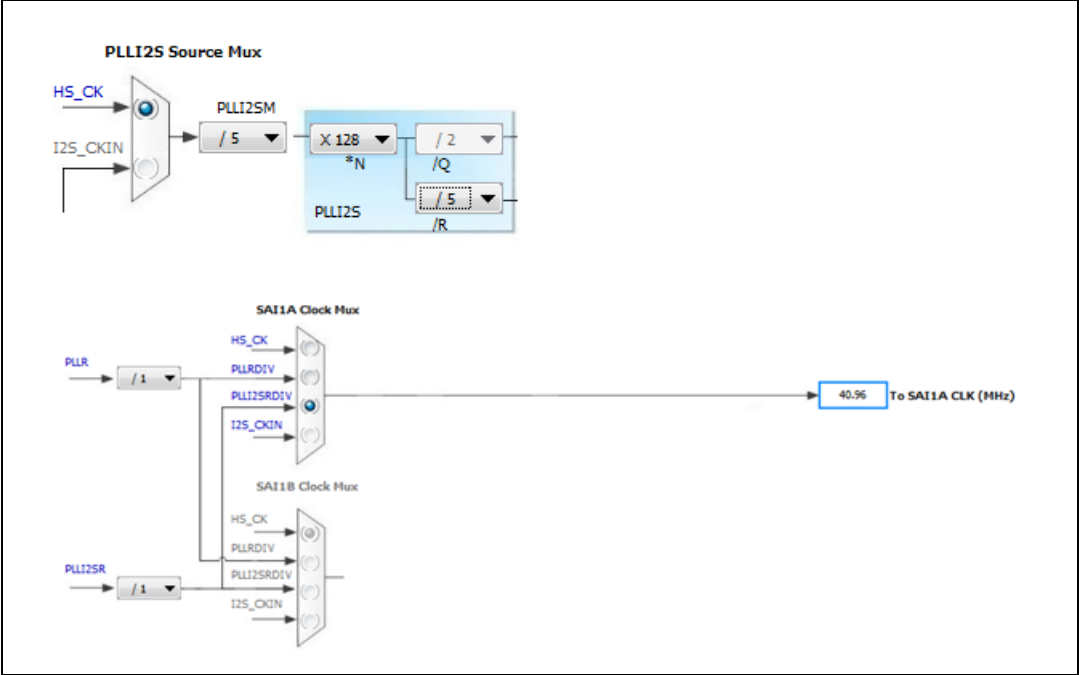 PLLI2S Source Mux
HS_CK
PLLI2SM
/ 5
X 128
/ 2
I2S_CKIN
*N
/Q
/ 5
PLLI2S
/R
SAI1A Clock Mux
HS_CK
PLLR
/ 1
PLLRDIV
PLLI2SRDIV
40.96
To SAI1A CLK (MHz)
I2S_CKIN
SAI1B Clock Mux
HS_CK
PLLRDIV
PLLI2SR
/ 1
PLLI2SRDIV
I2S_CKIN